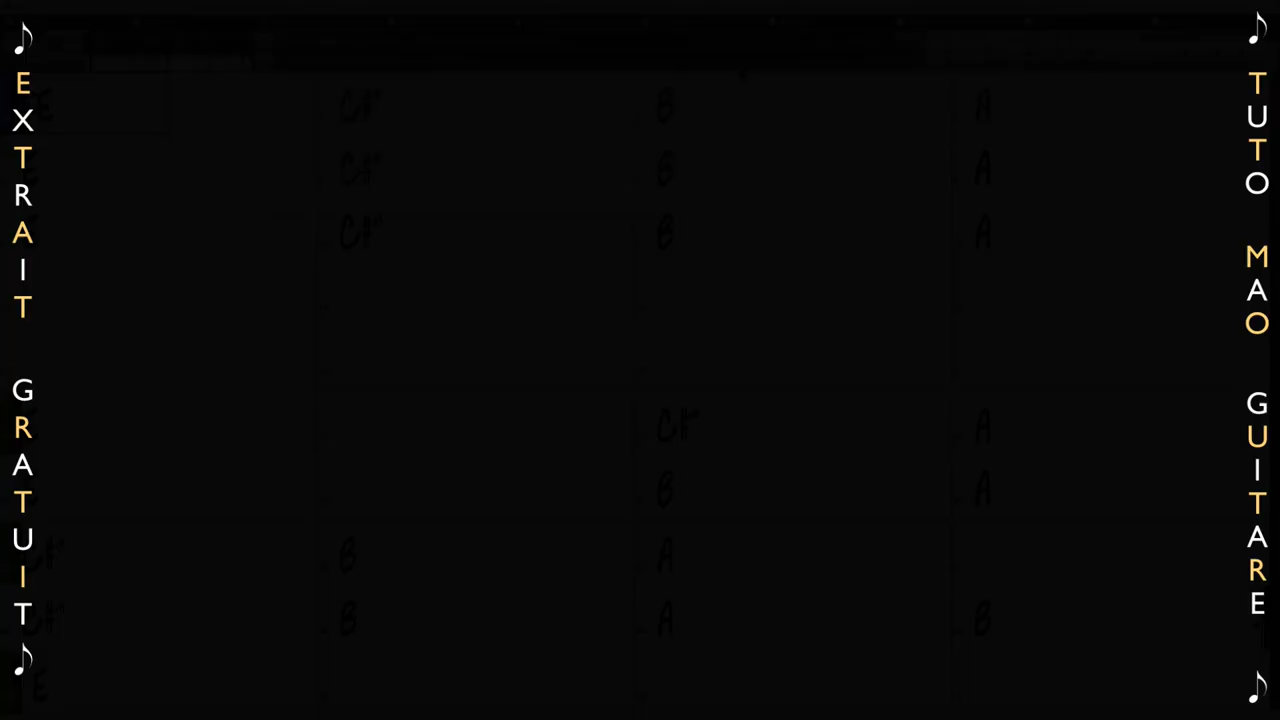 ♪ EXTRAIT GRATUIT ♪
♪ TUTO MAO GUITARE ♪
E C#m B A
C#m B A
C#m B A
C#m A
B A
C#m B A
C#m B A B
E